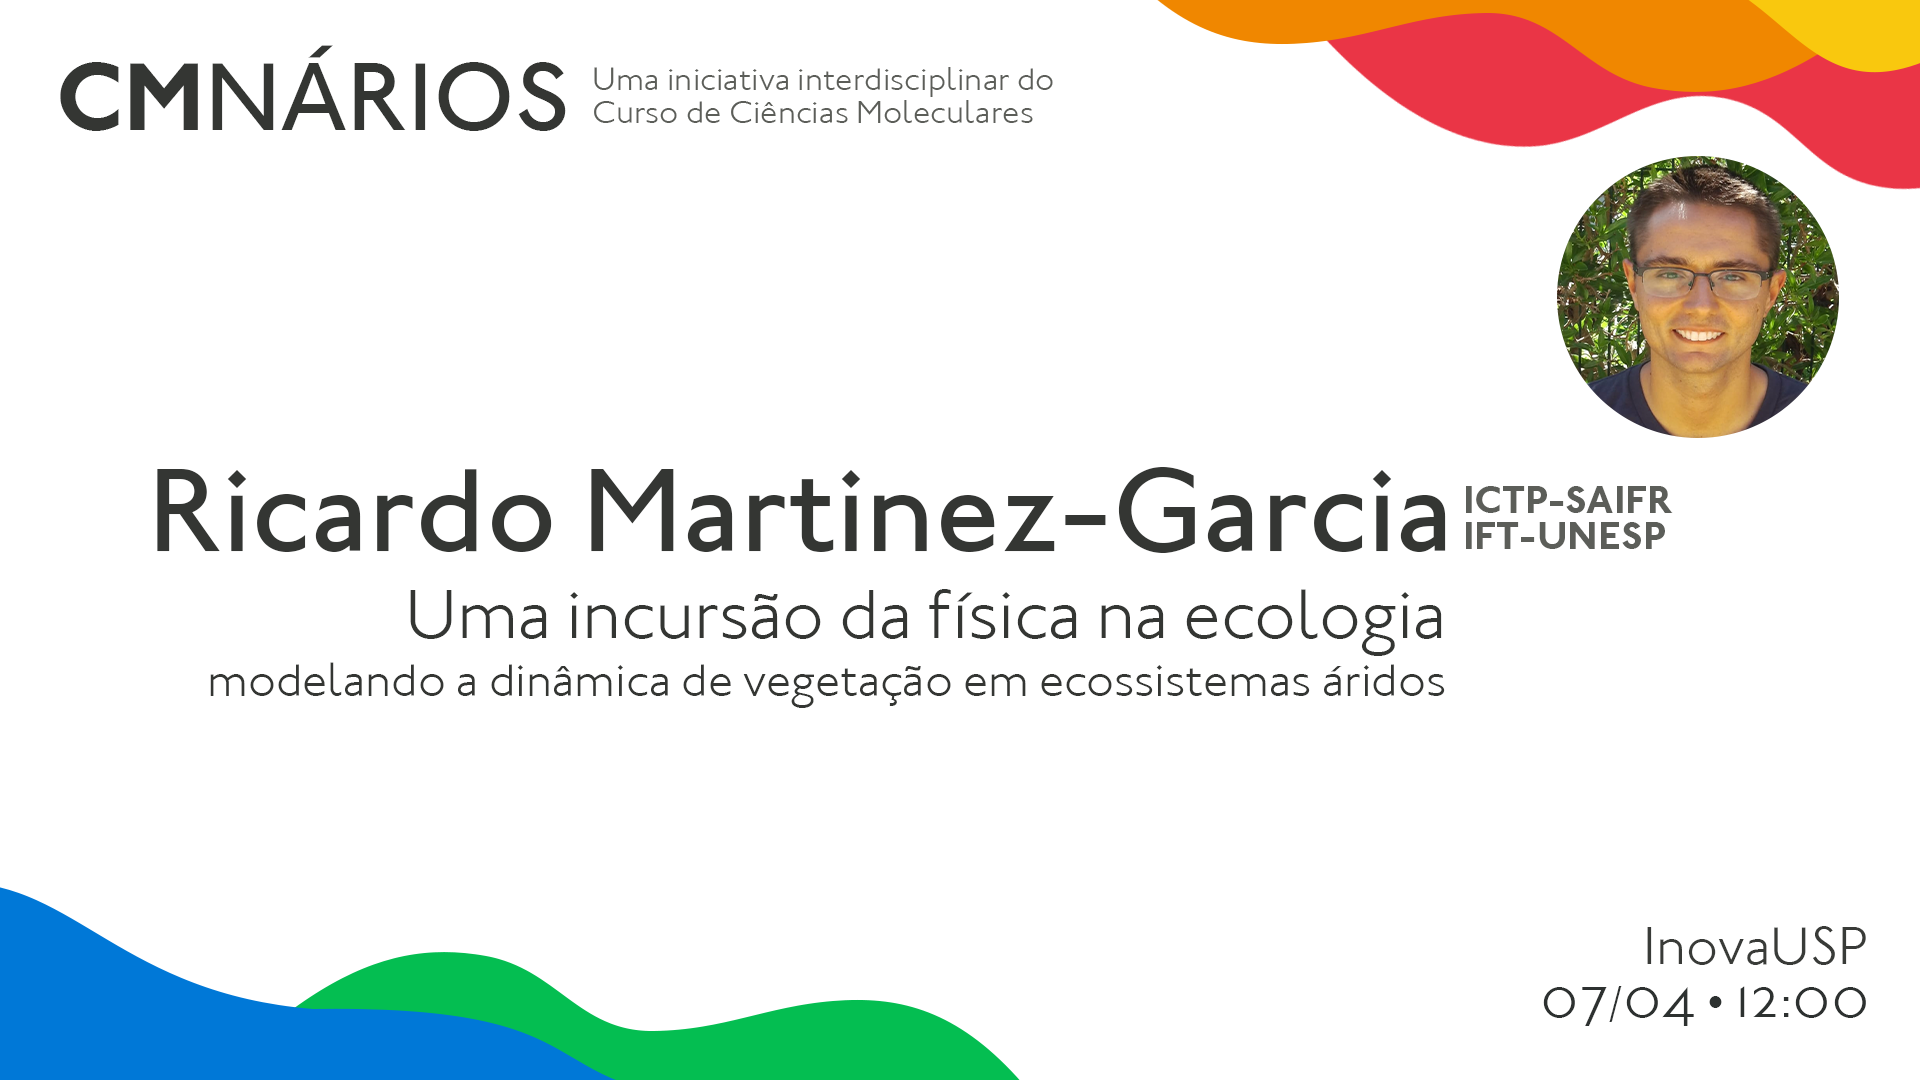 CMNÁRIOS
Uma iniciativa interdisciplinar do
Curso de Ciências Moleculares
Ricardo Martinez-Garcia
ICTP-SAIFR
IFT-UNESP
Uma incursão da física na ecologia
modelando a dinâmica de vegetação em ecossistemas áridos
InovaUSP
07/04 • 12:00